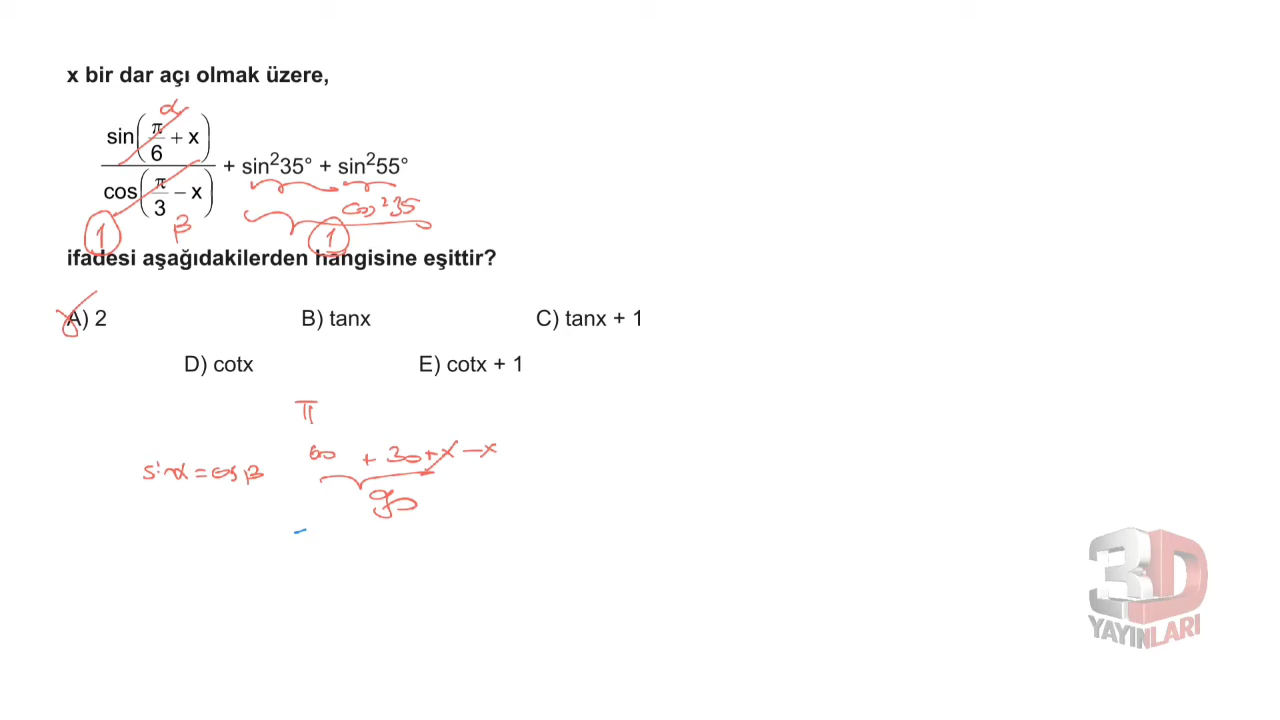 x bir dar açı olmak üzere,
α
sin(π/6 + x)
cos(π/3 − x)
+ sin²35° + sin²55°
cos²35
1
β
1
ifadesi aşağıdakilerden hangisine eşittir?
A) 2 B) tanx C) tanx + 1
D) cotx E) cotx + 1
π
60 + 30+x −x
sinα = cosβ
90
3D
YAYINLARI